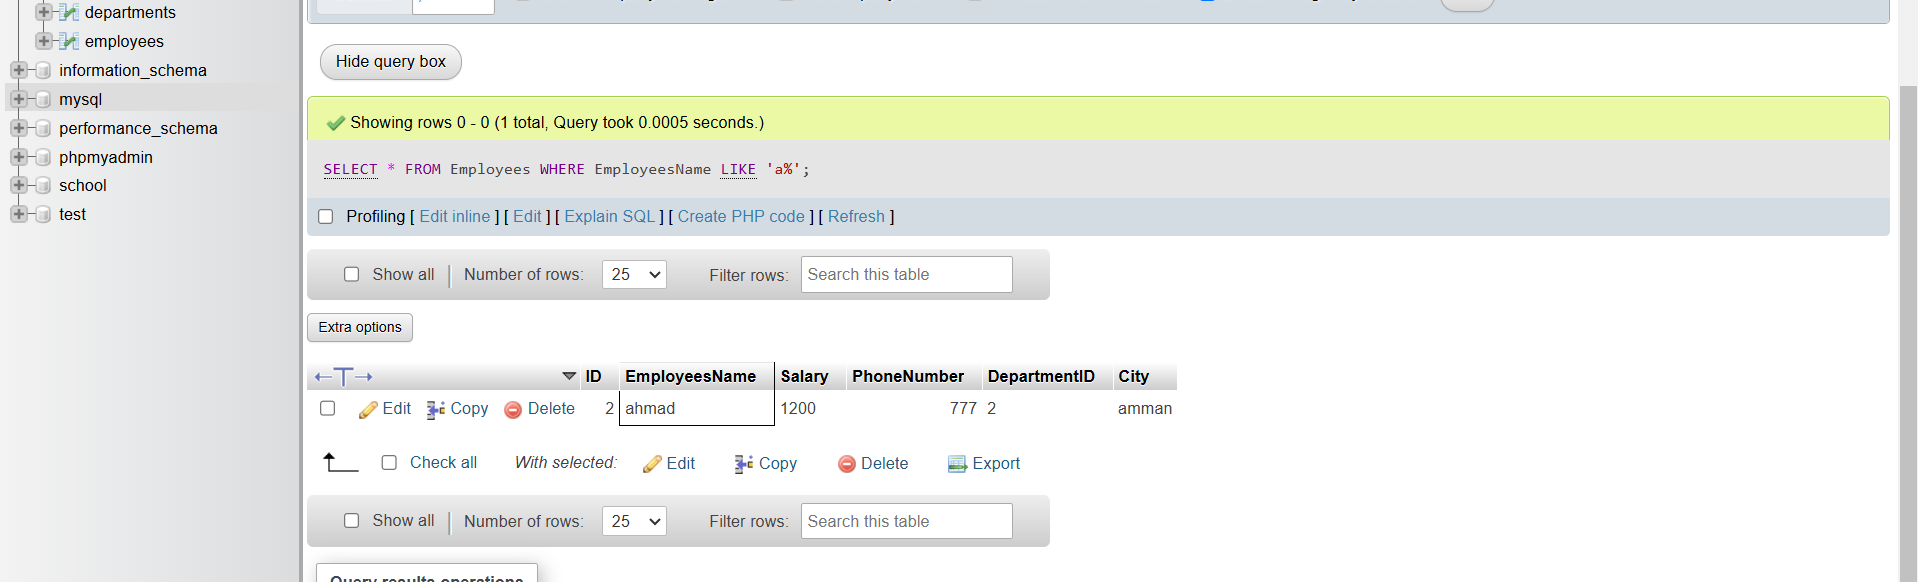 departments
employees
information_schema
mysql
performance_schema
phpmyadmin
school
test
Hide query box
Showing rows 0 - 0 (1 total, Query took 0.0005 seconds.)
SELECT * FROM Employees WHERE EmployeesName LIKE 'a%';
Profiling [ Edit inline ] [ Edit ] [ Explain SQL ] [ Create PHP code ] [ Refresh ]
Show all | Number of rows: 25 Filter rows: Search this table
Extra options
ID EmployeesName Salary PhoneNumber DepartmentID City
Edit Copy Delete 2 ahmad 1200 777 2 amman
Check all With selected: Edit Copy Delete Export
Show all | Number of rows: 25 Filter rows: Search this table
Query results operations